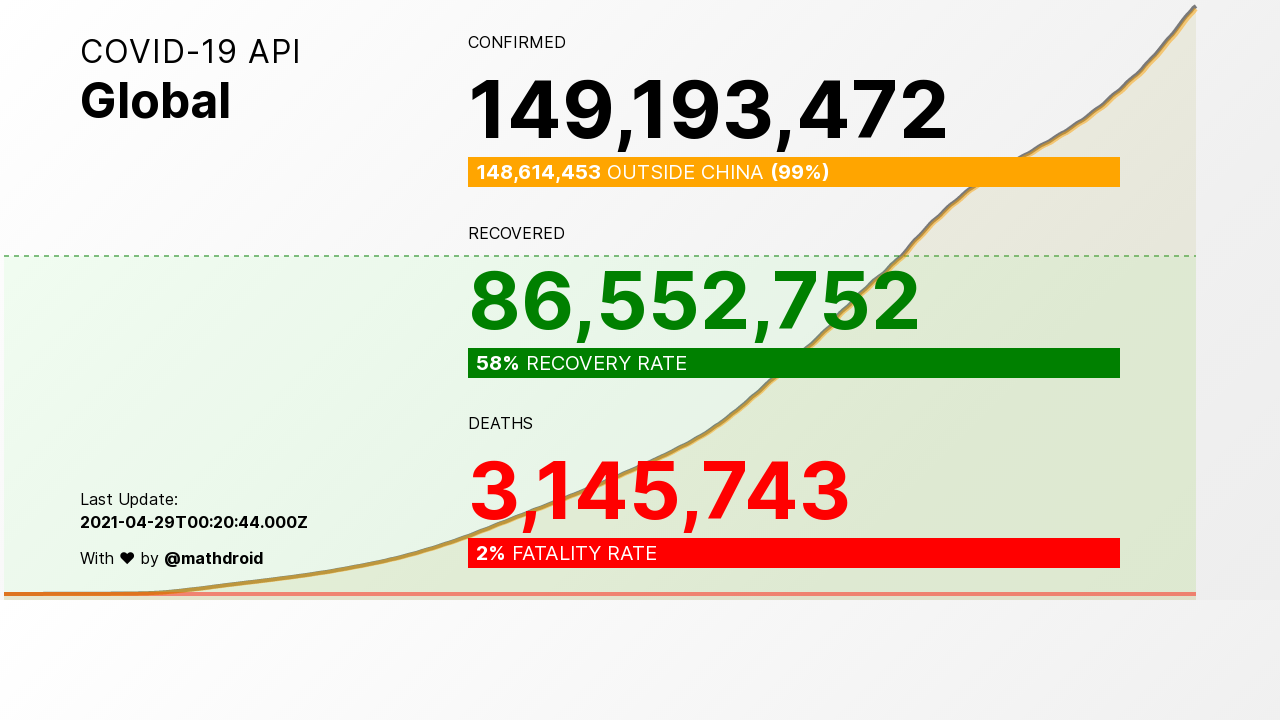 COVID-19 API
Global
CONFIRMED
149,193,472
148,614,453 OUTSIDE CHINA (99%)
RECOVERED
86,552,752
58% RECOVERY RATE
DEATHS
3,145,743
2% FATALITY RATE
Last Update:
2021-04-29T00:20:44.000Z
With ♥ by @mathdroid